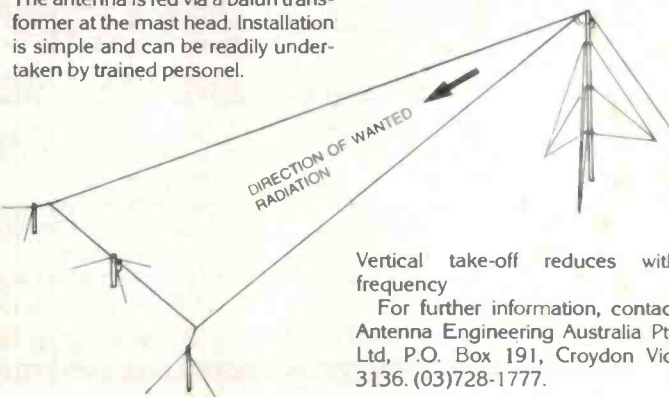 The antenna is fed via a balun trans-
former at the mast head. Installation
is simple and can be readily under-
taken by trained personel.
DIRECTION OF WANTED
RADIATION
Vertical take-off reduces with
frequency
For further information, contac
Antenna Engineering Australia Pt
Ltd, P.O. Box 191, Croydon Vic
3136. (03)728-1777.